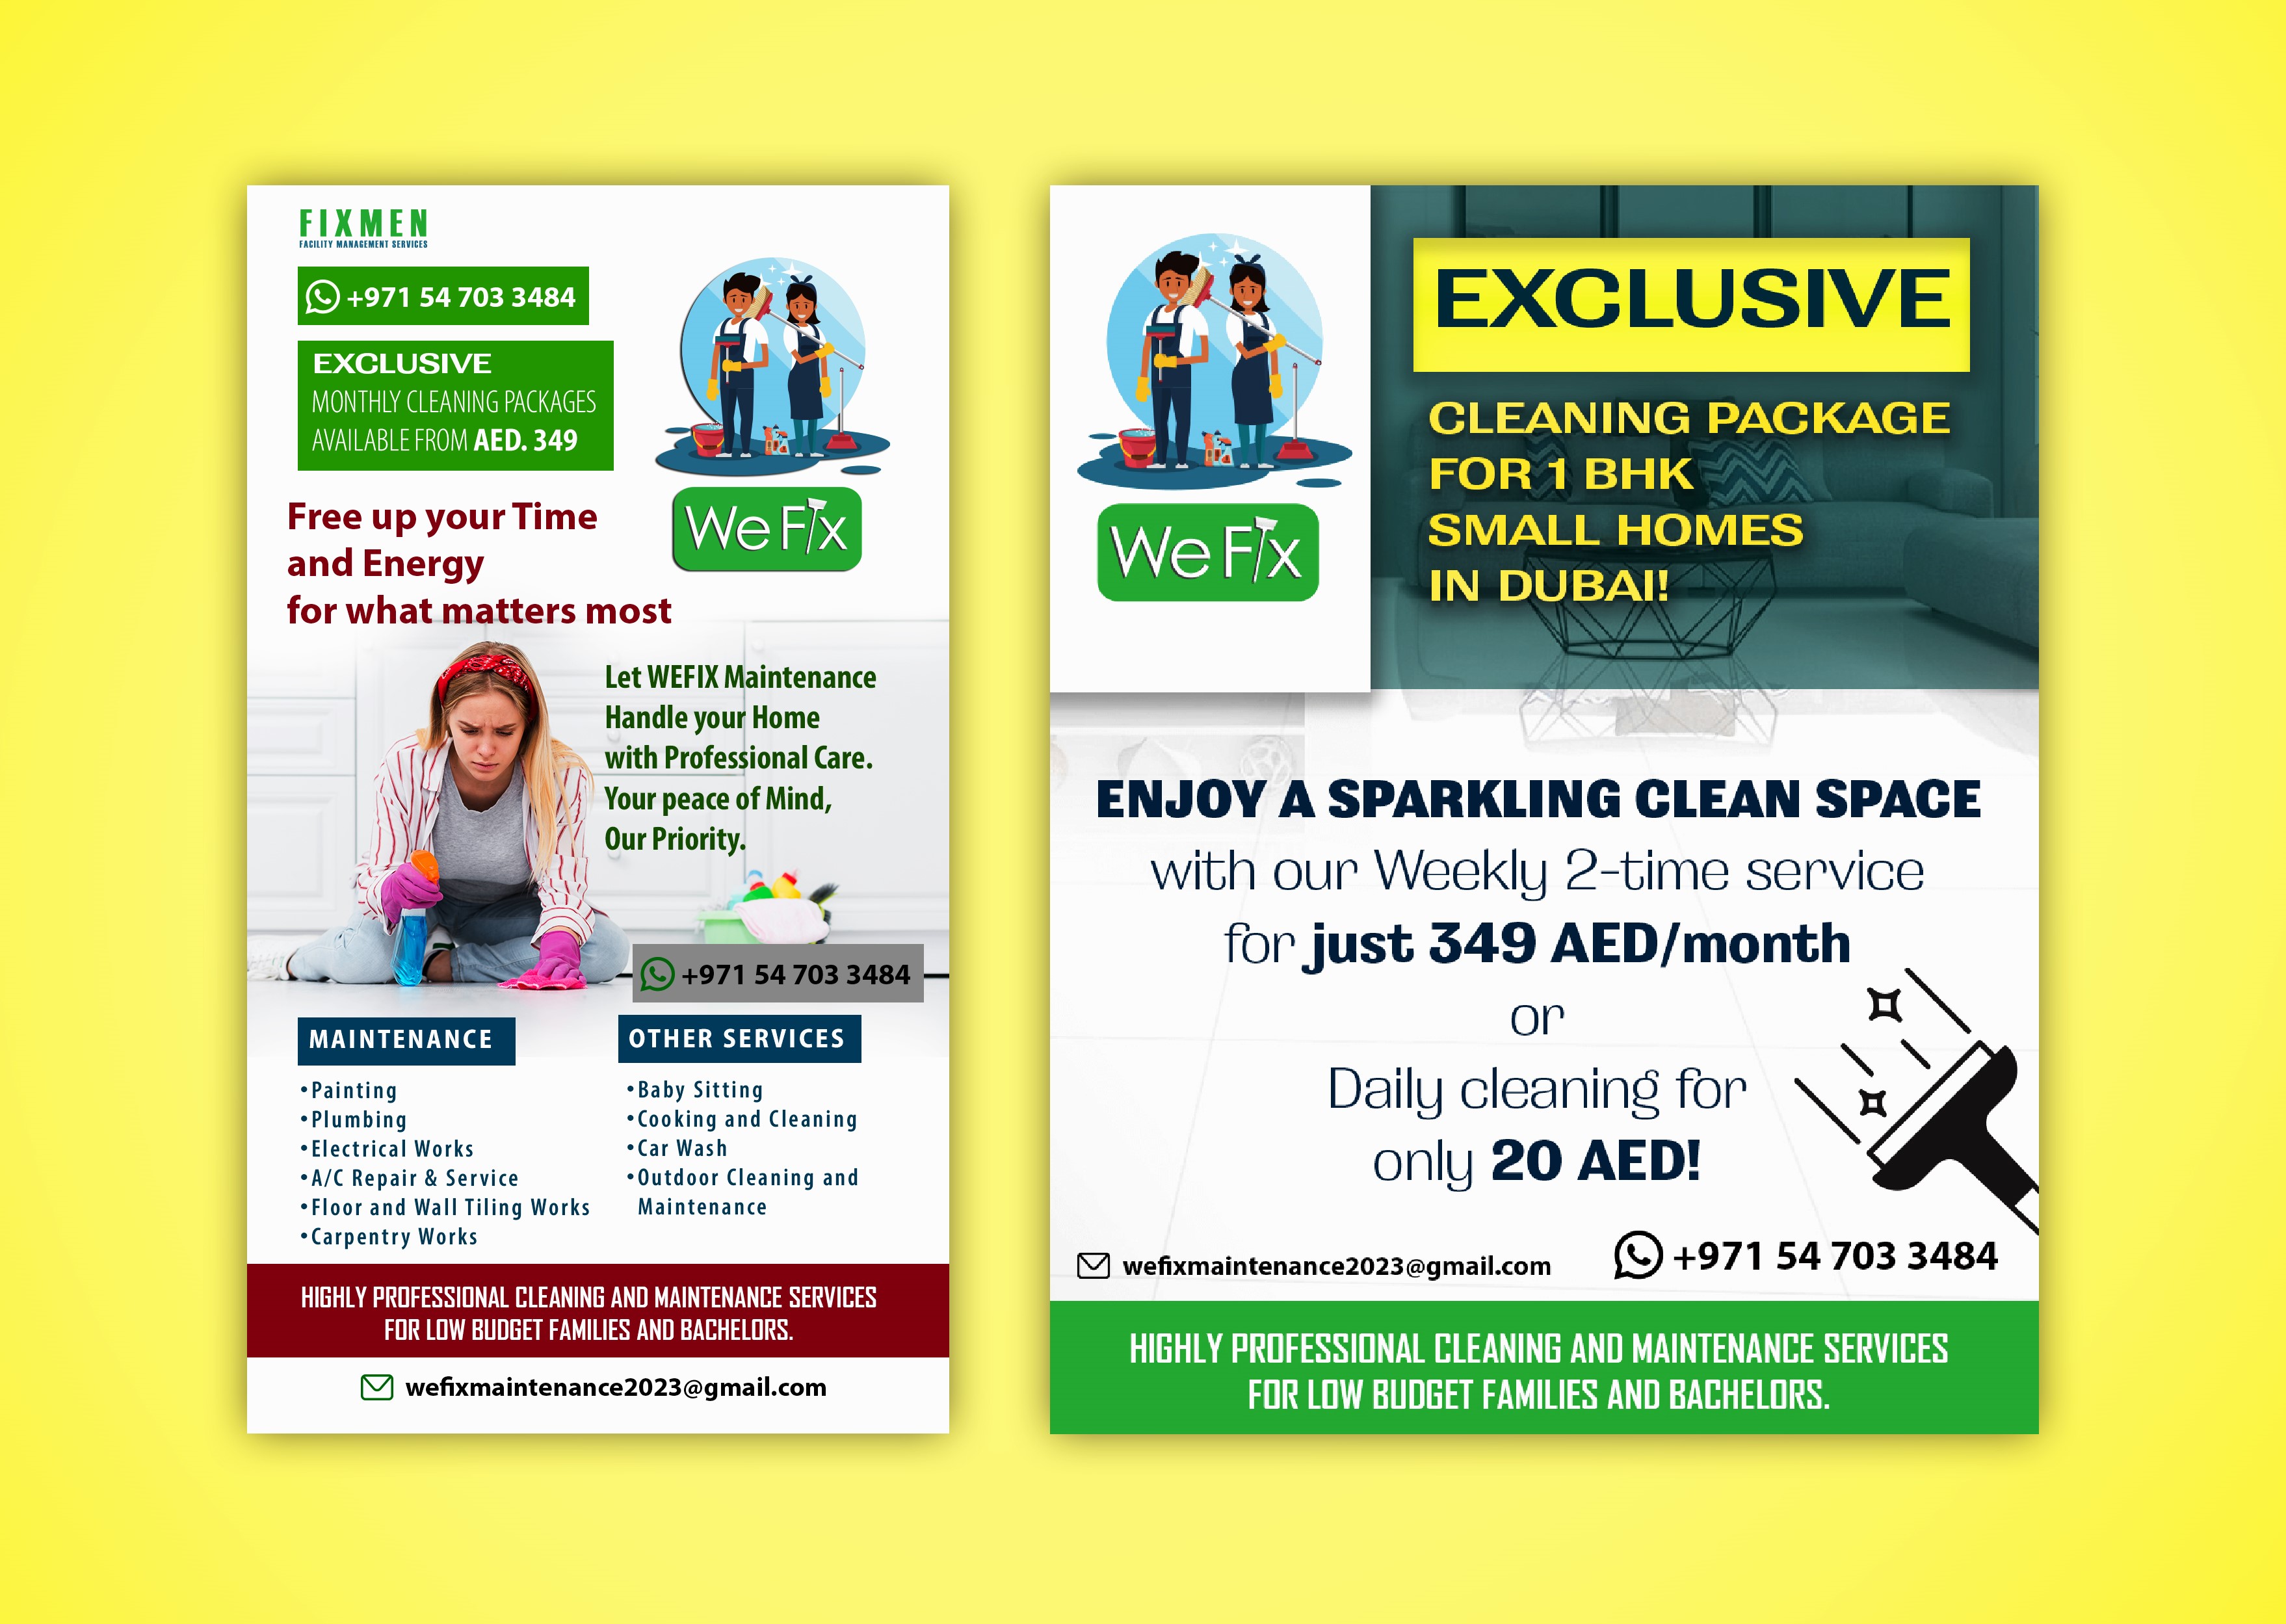 FIXMEN
FACILITY MANAGEMENT SERVICES
+971 54 703 3484
EXCLUSIVE
MONTHLY CLEANING PACKAGES
AVAILABLE FROM AED. 349
We Fix
Free up your Time
and Energy
for what matters most
Let WEFIX Maintenance
Handle your Home
with Professional Care.
Your peace of Mind,
Our Priority.
+971 54 703 3484
MAINTENANCE
•Painting
•Plumbing
•Electrical Works
•A/C Repair & Service
•Floor and Wall Tiling Works
•Carpentry Works
OTHER SERVICES
•Baby Sitting
•Cooking and Cleaning
•Car Wash
•Outdoor Cleaning and
Maintenance
HIGHLY PROFESSIONAL CLEANING AND MAINTENANCE SERVICES
FOR LOW BUDGET FAMILIES AND BACHELORS.
wefixmaintenance2023@gmail.com
We Fix
EXCLUSIVE
CLEANING PACKAGE
FOR 1 BHK
SMALL HOMES
IN DUBAI!
ENJOY A SPARKLING CLEAN SPACE
with our Weekly 2-time service
for just 349 AED/month
or
Daily cleaning for
only 20 AED!
wefixmaintenance2023@gmail.com
+971 54 703 3484
HIGHLY PROFESSIONAL CLEANING AND MAINTENANCE SERVICES
FOR LOW BUDGET FAMILIES AND BACHELORS.